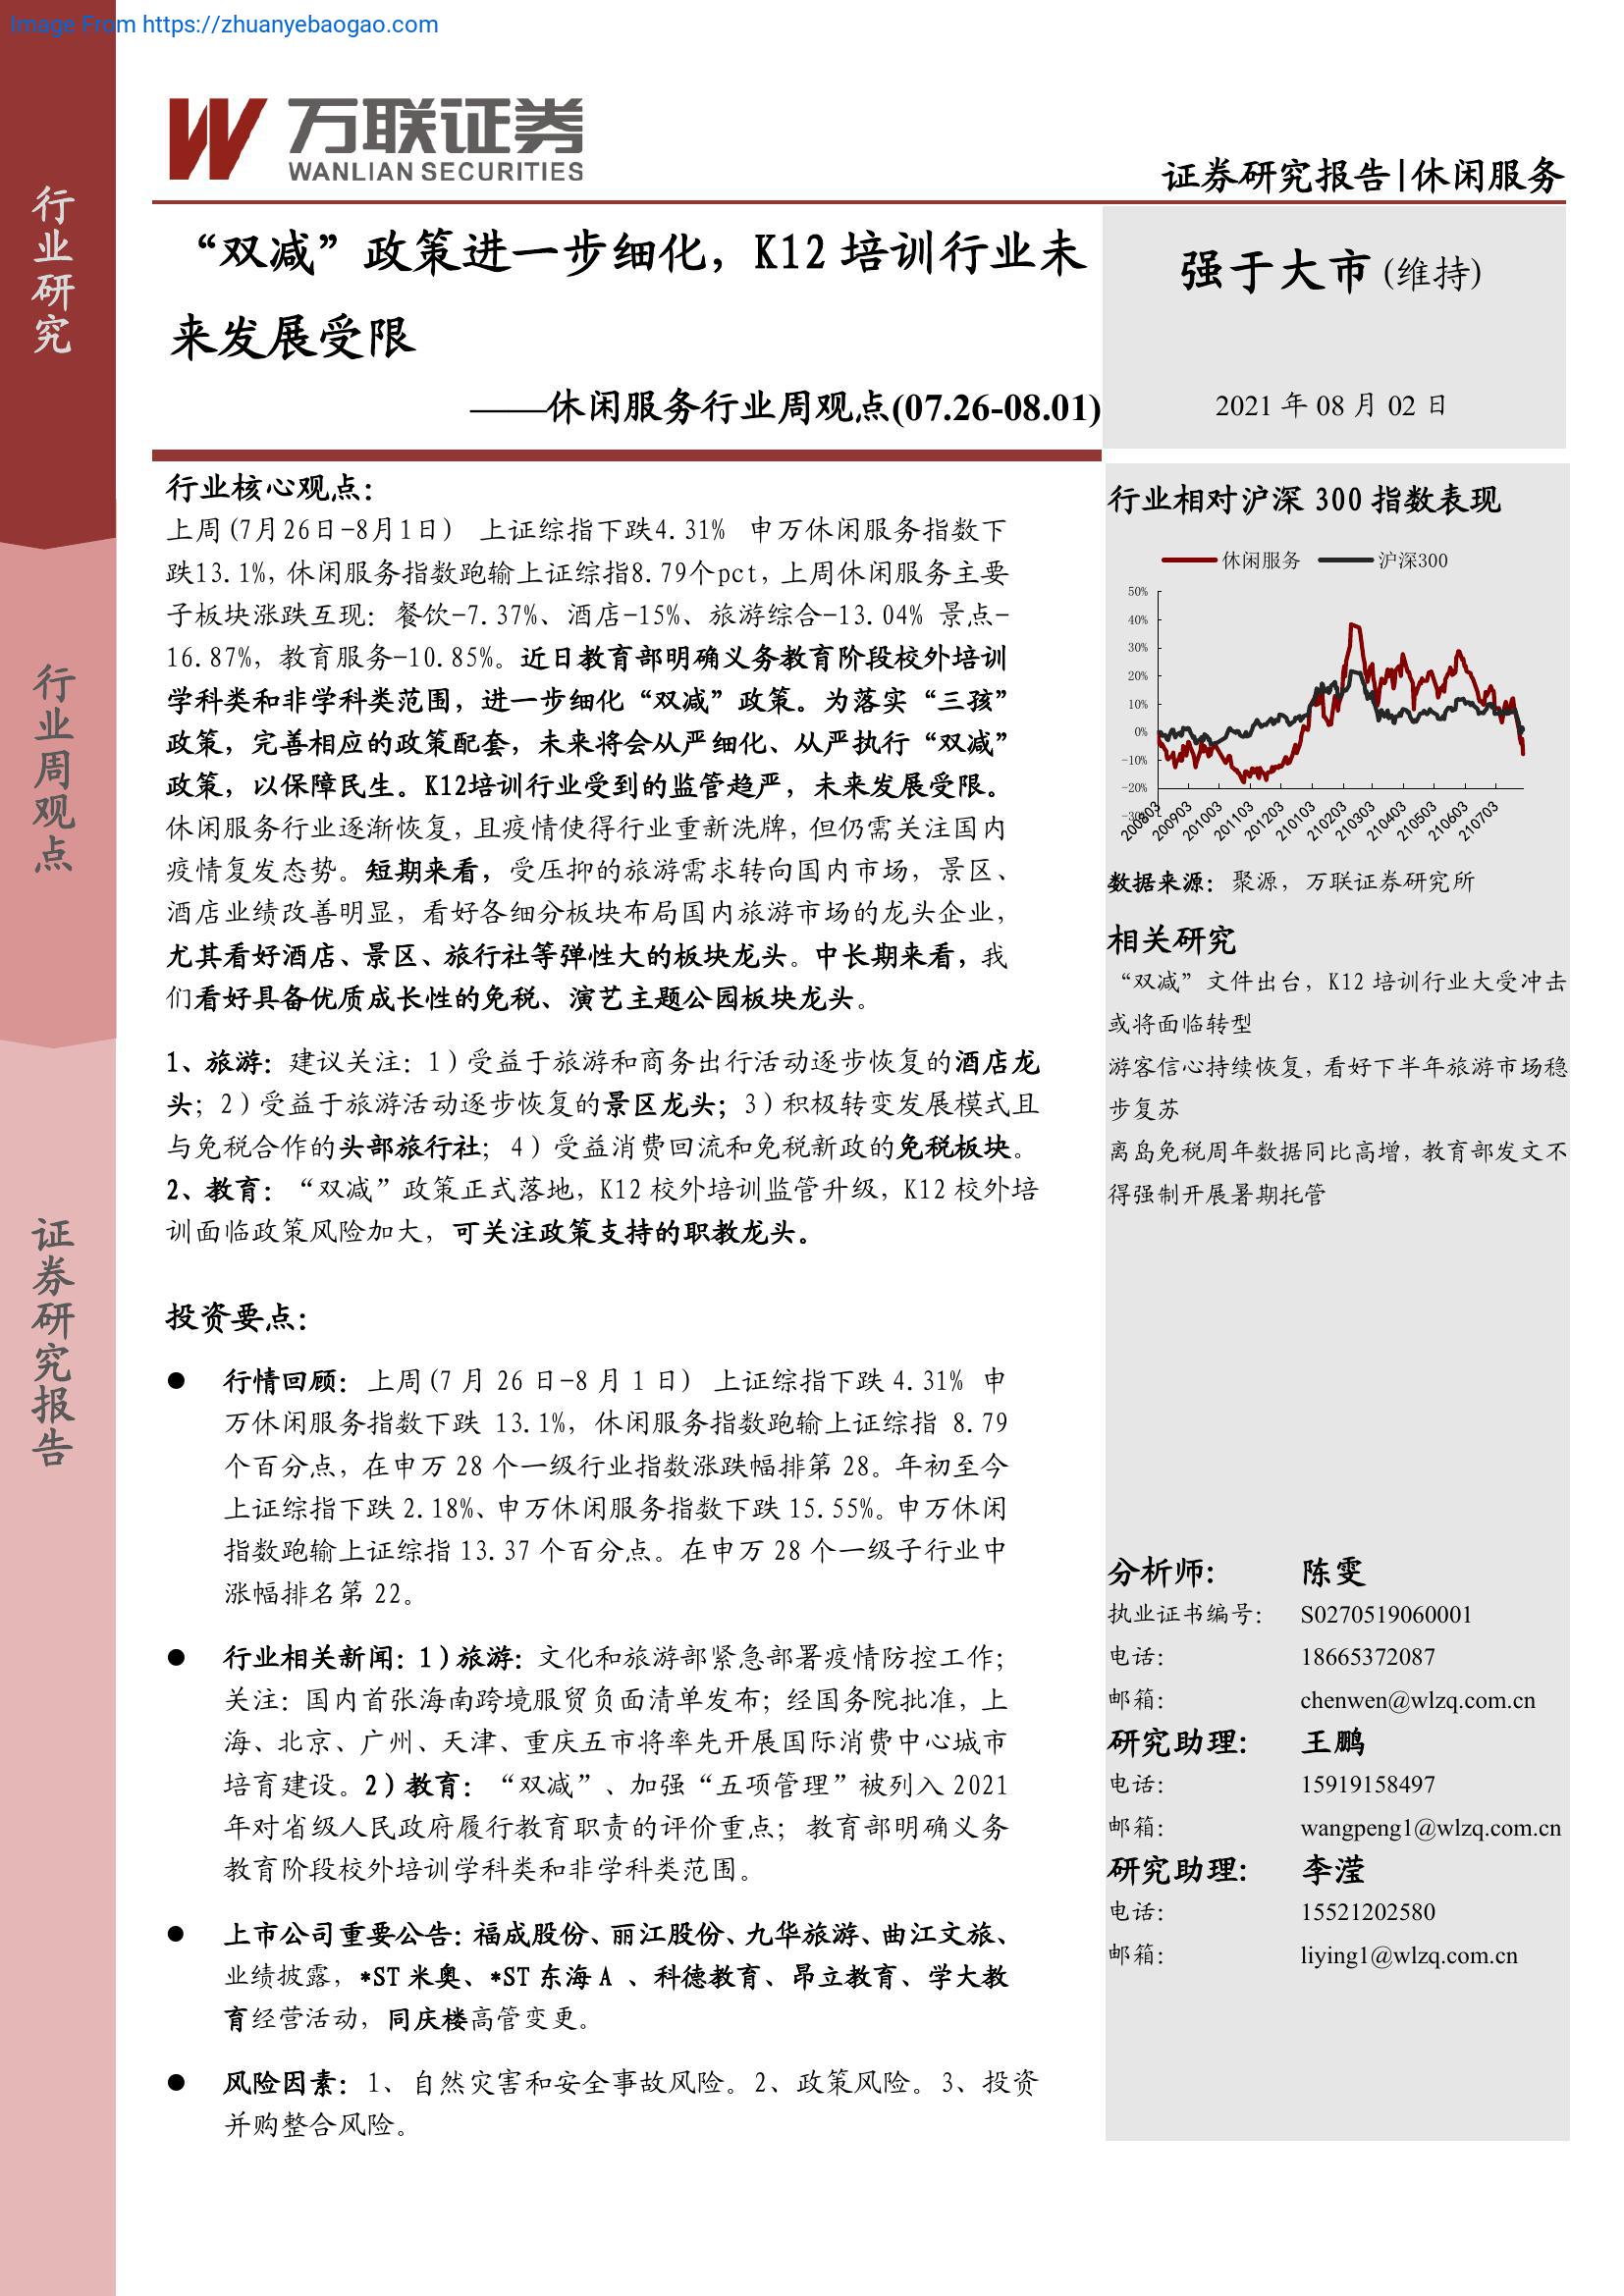 Image From https://zhuanyebaogao.com
万联证券
WANLIAN SECURITIES
证券研究报告|休闲服务
行业研究
行业周观点
证券研究报告
“双减”政策进一步细化，K12 培训行业未
来发展受限
——休闲服务行业周观点(07.26-08.01)
强于大市(维持)
2021 年 08 月 02 日
行业核心观点：
上周(7月26日-8月1日) 上证综指下跌4.31% 申万休闲服务指数下
跌13.1%，休闲服务指数跑输上证综指8.79个pct，上周休闲服务主要
子板块涨跌互现：餐饮-7.37%、酒店-15%、旅游综合-13.04% 景点-
16.87%，教育服务-10.85%。近日教育部明确义务教育阶段校外培训
学科类和非学科类范围，进一步细化“双减”政策。为落实“三孩”
政策，完善相应的政策配套，未来将会从严细化、从严执行“双减”
政策，以保障民生。K12培训行业受到的监管趋严，未来发展受限。
休闲服务行业逐渐恢复，且疫情使得行业重新洗牌，但仍需关注国内
疫情复发态势。短期来看，受压抑的旅游需求转向国内市场，景区、
酒店业绩改善明显，看好各细分板块布局国内旅游市场的龙头企业，
尤其看好酒店、景区、旅行社等弹性大的板块龙头。中长期来看，我
们看好具备优质成长性的免税、演艺主题公园板块龙头。
1、旅游：建议关注：1)受益于旅游和商务出行活动逐步恢复的酒店龙
头；2)受益于旅游活动逐步恢复的景区龙头；3)积极转变发展模式且
与免税合作的头部旅行社；4)受益消费回流和免税新政的免税板块。
2、教育：“双减”政策正式落地，K12 校外培训监管升级，K12 校外培
训面临政策风险加大，可关注政策支持的职教龙头。
投资要点：
● 行情回顾：上周(7 月 26 日-8 月 1 日) 上证综指下跌 4.31% 申
万休闲服务指数下跌 13.1%，休闲服务指数跑输上证综指 8.79
个百分点，在申万 28 个一级行业指数涨跌幅排第 28。年初至今
上证综指下跌 2.18%、申万休闲服务指数下跌 15.55%。申万休闲
指数跑输上证综指 13.37 个百分点。在申万 28 个一级子行业中
涨幅排名第 22。
● 行业相关新闻：1)旅游：文化和旅游部紧急部署疫情防控工作；
关注：国内首张海南跨境服贸负面清单发布；经国务院批准，上
海、北京、广州、天津、重庆五市将率先开展国际消费中心城市
培育建设。2)教育：“双减”、加强“五项管理”被列入 2021
年对省级人民政府履行教育职责的评价重点；教育部明确义务
教育阶段校外培训学科类和非学科类范围。
● 上市公司重要公告：福成股份、丽江股份、九华旅游、曲江文旅、
业绩披露，*ST 米奥、*ST 东海 A 、科德教育、昂立教育、学大教
育经营活动，同庆楼高管变更。
● 风险因素：1、自然灾害和安全事故风险。2、政策风险。3、投资
并购整合风险。
行业相对沪深 300 指数表现
休闲服务 沪深300
50%
40%
30%
20%
10%
0%
-10%
-20%
-30%
200803 200903 201003 201103 201203 210103 210203 210303 210403 210503 210603 210703
数据来源：聚源，万联证券研究所
相关研究
“双减”文件出台，K12 培训行业大受冲击
或将面临转型
游客信心持续恢复，看好下半年旅游市场稳
步复苏
离岛免税周年数据同比高增，教育部发文不
得强制开展暑期托管
分析师: 陈雯
执业证书编号: S0270519060001
电话: 18665372087
邮箱: chenwen@wlzq.com.cn
研究助理: 王鹏
电话: 15919158497
邮箱: wangpeng1@wlzq.com.cn
研究助理: 李滢
电话: 15521202580
邮箱: liying1@wlzq.com.cn